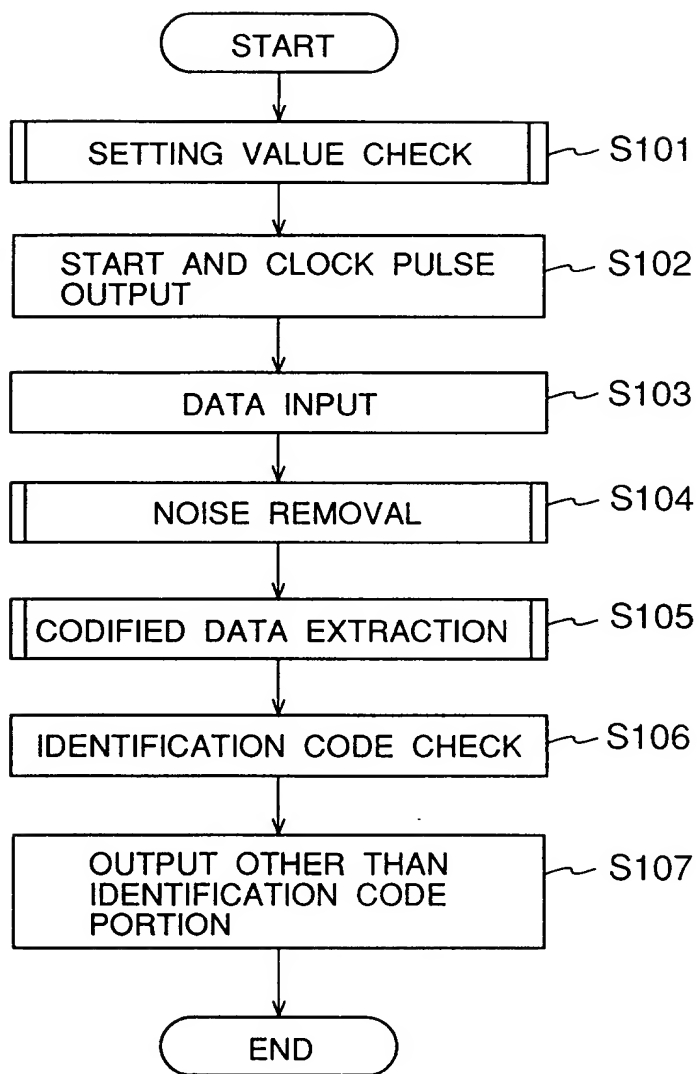 START
SETTING VALUE CHECK
S101
START AND CLOCK PULSE
OUTPUT
S102
DATA INPUT
S103
NOISE REMOVAL
S104
CODIFIED DATA EXTRACTION
S105
IDENTIFICATION CODE CHECK
S106
OUTPUT OTHER THAN
IDENTIFICATION CODE
PORTION
S107
END